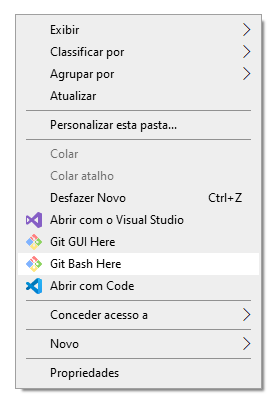 Exibir
Classificar por
Agrupar por
Atualizar
Personalizar esta pasta...
Colar
Colar atalho
Desfazer Novo Ctrl+Z
Abrir com o Visual Studio
Git GUI Here
Git Bash Here
Abrir com Code
Conceder acesso a
Novo
Propriedades